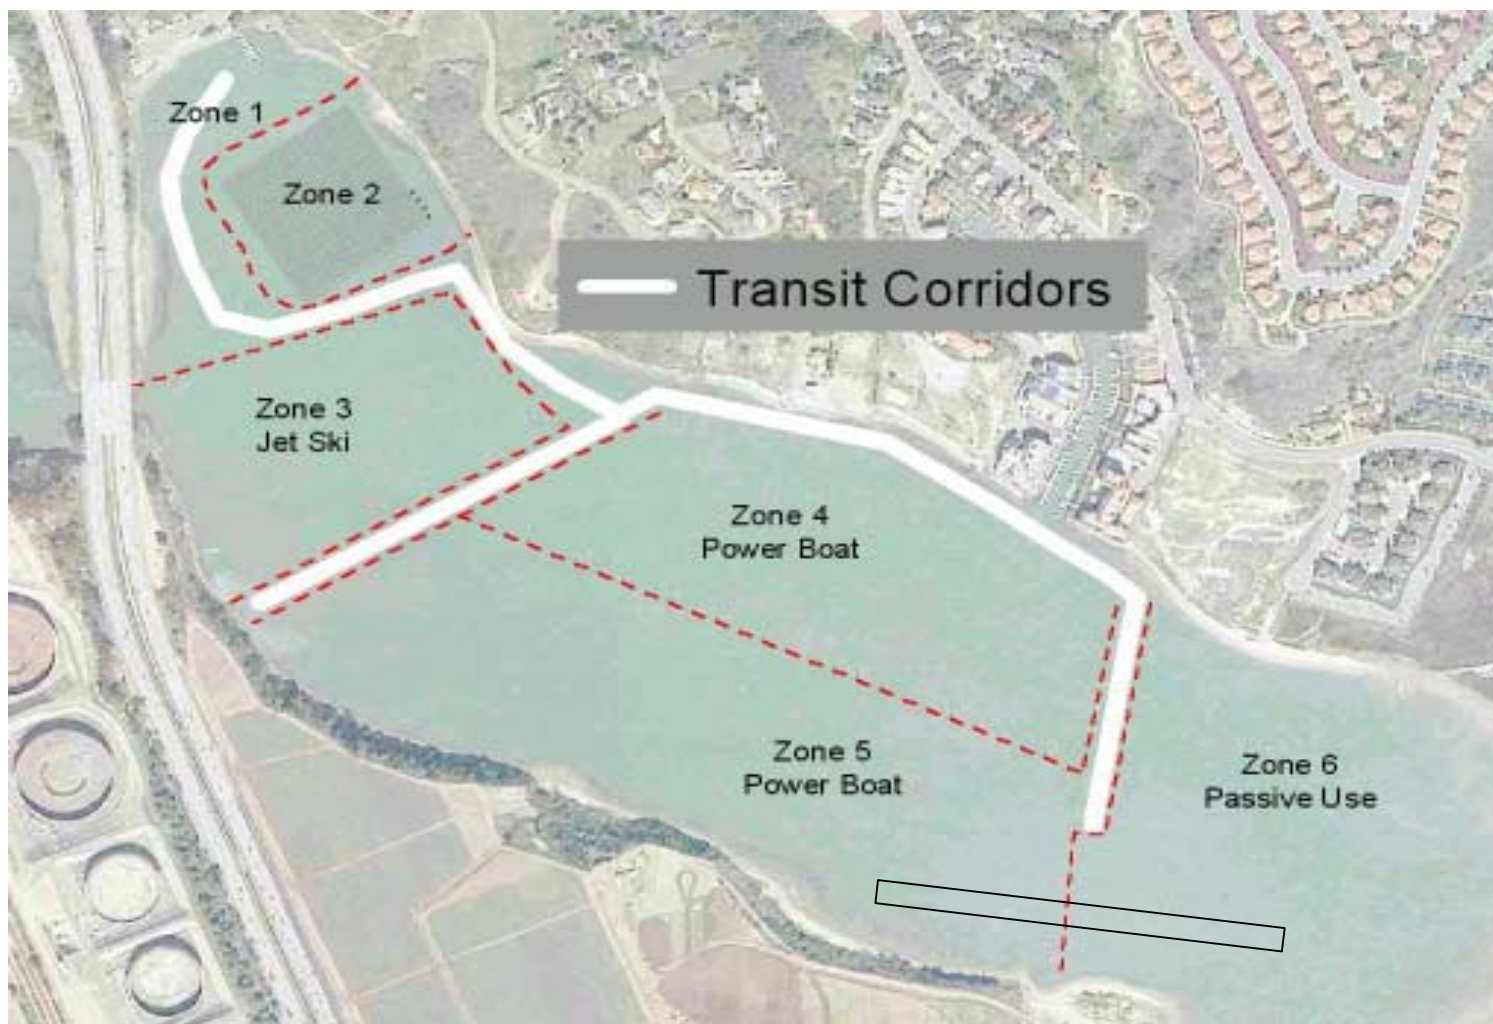 Zone 1
Zone 2
Transit Corridors
Zone 3
Jet Ski
Zone 4
Power Boat
Zone 5
Power Boat
Zone 6
Passive Use